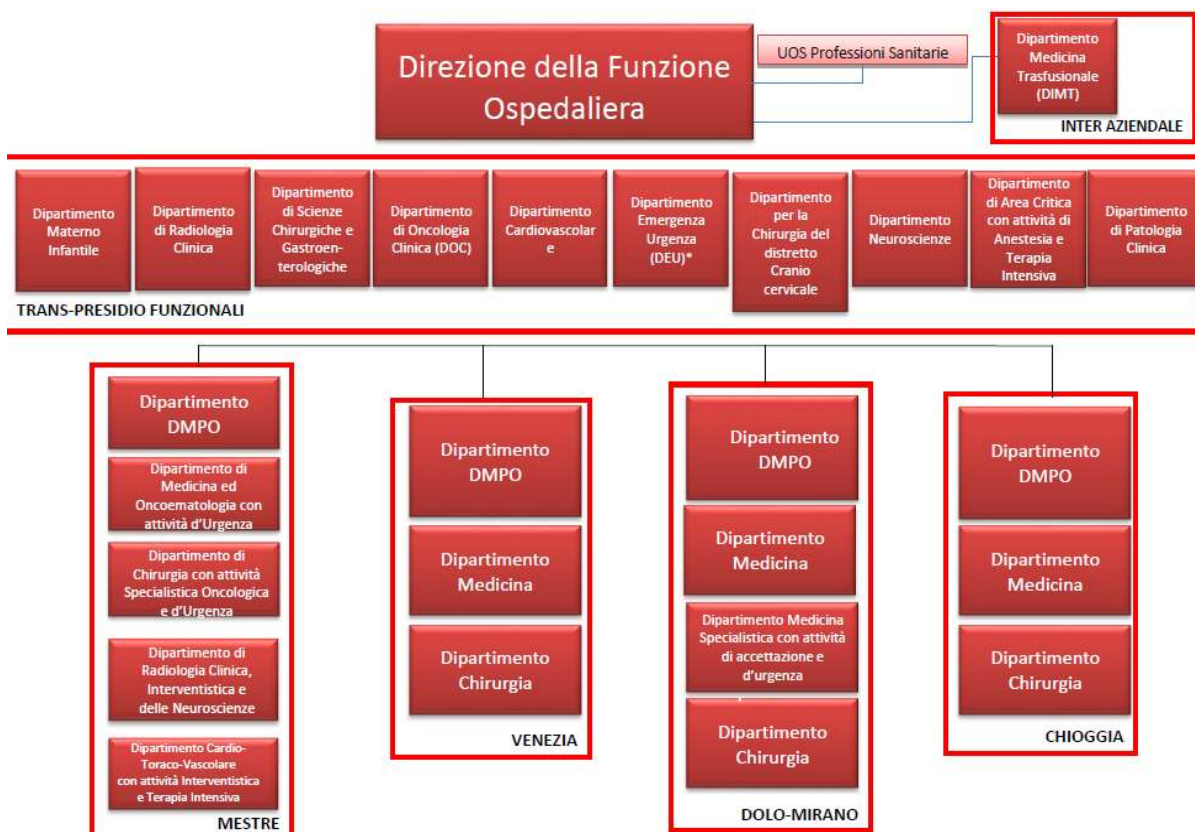 Direzione della Funzione
Ospedaliera
UOS Professioni Sanitarie
Dipartimento
Medicina
Trasfusionale
(DIMT)
INTER AZIENDALE
Dipartimento
Materno
Infantile
Dipartimento
di Radiologia
Clinica
Dipartimento
di Scienze
Chirurgiche e
Gastroen-
terologiche
Dipartimento
di Oncologia
Clinica (DOC)
Dipartimento
Cardiovascolar
e
Dipartimento
Emergenza
Urgenza
(DEU)*
Dipartimento
per la
Chirurgia del
distretto
Cranio
cervicale
Dipartimento
Neuroscienze
Dipartimento
di Area Critica
con attività di
Anestesia e
Terapia
Intensiva
Dipartimento
di Patologia
Clinica
TRANS-PRESIDIO FUNZIONALI
Dipartimento
DMPO
Dipartimento di
Medicina ed
Oncoematologia con
attività d'Urgenza
Dipartimento di
Chirurgia con attività
Specialistica Oncologica
e d'Urgenza
Dipartimento di
Radiologia Clinica,
Interventistica e
delle Neuroscienze
Dipartimento Cardio-
Toraco-Vascolare
con attività Interventistica
e Terapia Intensiva
MESTRE
Dipartimento
DMPO
Dipartimento
Medicina
Dipartimento
Chirurgia
VENEZIA
Dipartimento
DMPO
Dipartimento
Medicina
Dipartimento Medicina
Specialistica con attività
di accettazione e
d'urgenza
Dipartimento
Chirurgia
DOLO-MIRANO
Dipartimento
DMPO
Dipartimento
Medicina
Dipartimento
Chirurgia
CHIOGGIA